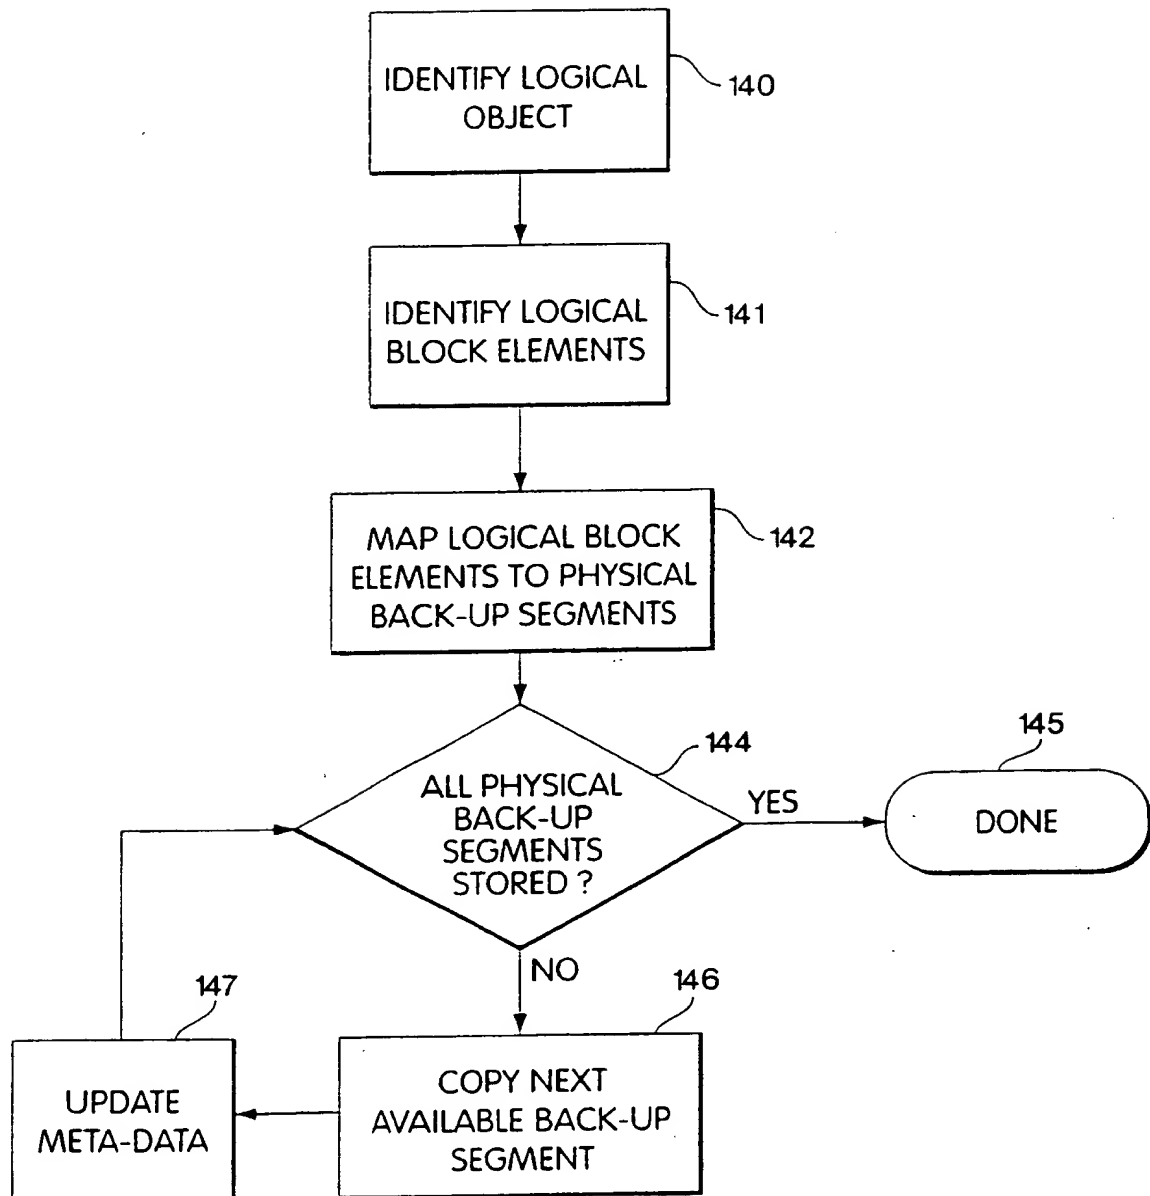 IDENTIFY LOGICAL
OBJECT
140
IDENTIFY LOGICAL
BLOCK ELEMENTS
141
MAP LOGICAL BLOCK
ELEMENTS TO PHYSICAL
BACK-UP SEGMENTS
142
144
ALL PHYSICAL
BACK-UP
SEGMENTS
STORED ?
YES
145
DONE
NO
147
UPDATE
META-DATA
146
COPY NEXT
AVAILABLE BACK-UP
SEGMENT